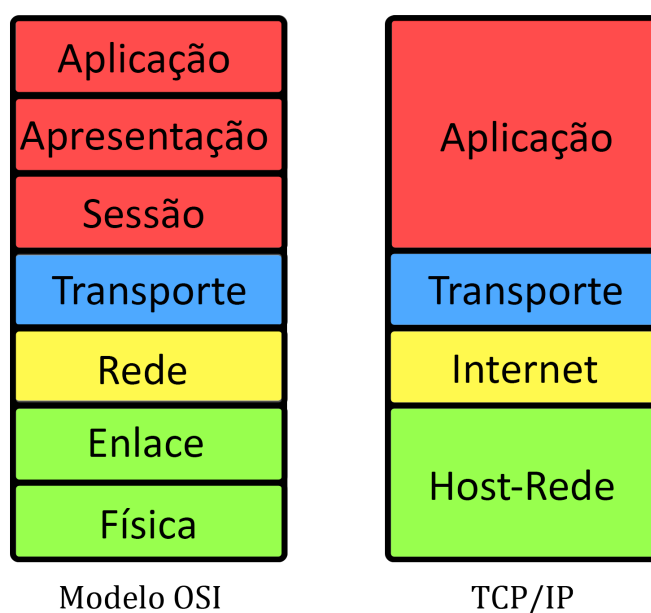 Aplicação
Apresentação
Sessão
Transporte
Rede
Enlace
Física
Modelo OSI
Aplicação
Transporte
Internet
Host-Rede
TCP/IP